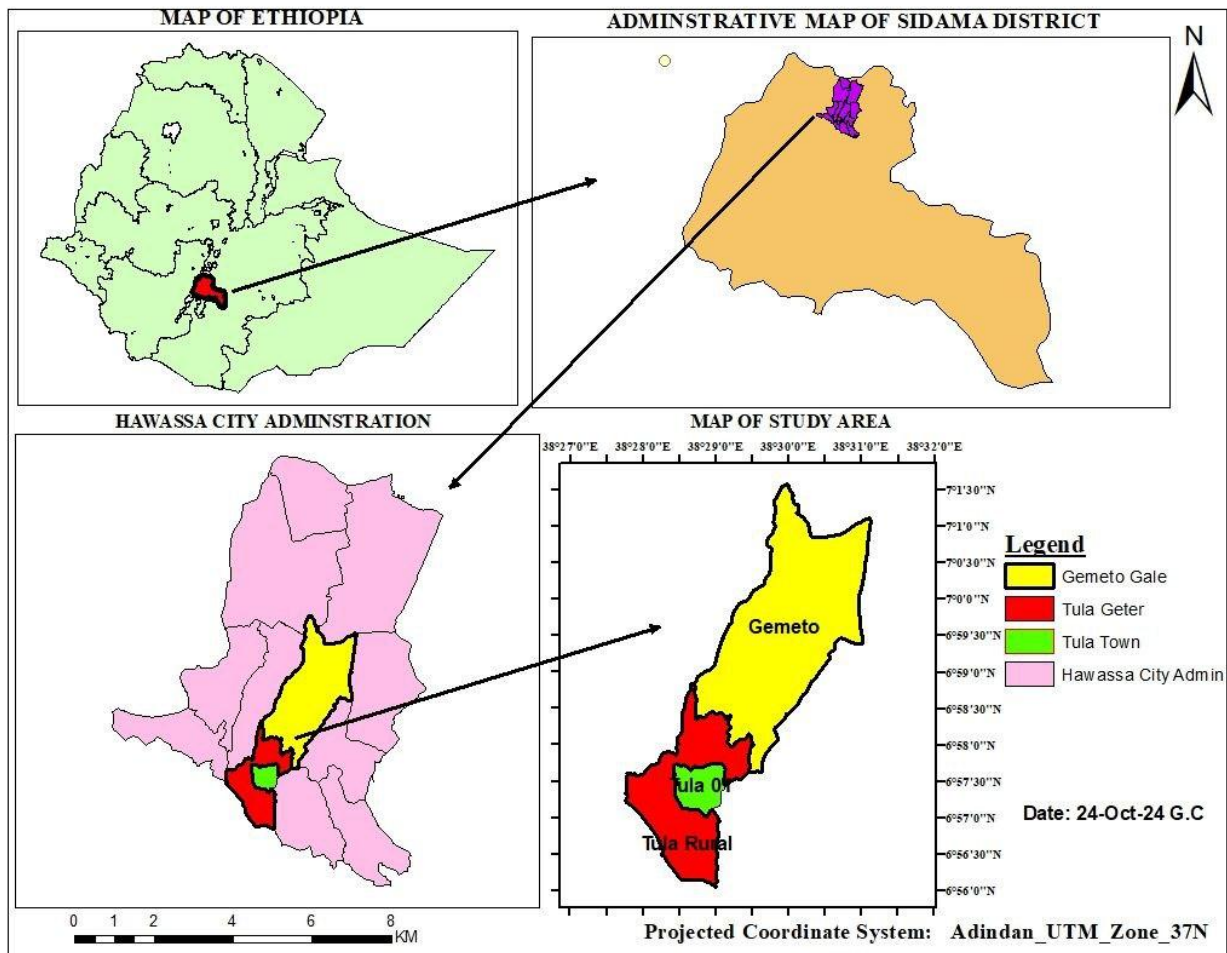 MAP OF ETHIOPIA
ADMINSTRATIVE MAP OF SIDAMA DISTRICT
N
HAWASSA CITY ADMINSTRATION
MAP OF STUDY AREA
38°27'0"E 38°28'0"E 38°29'0"E 38°30'0"E 38°31'0"E 38°32'0"E
7°1'30"N
7°1'0"N
7°0'30"N
7°0'0"N
6°59'30"N
6°59'0"N
6°58'30"N
6°58'0"N
6°57'30"N
6°57'0"N
6°56'30"N
6°56'0"N
Gemeto
Tula 01
Tula Rural
Legend
Gemeto Gale
Tula Geter
Tula Town
Hawassa City Admin
Date: 24-Oct-24 G.C
0 1 2 4 6 8
KM
Projected Coordinate System: Adindan_UTM_Zone_37N